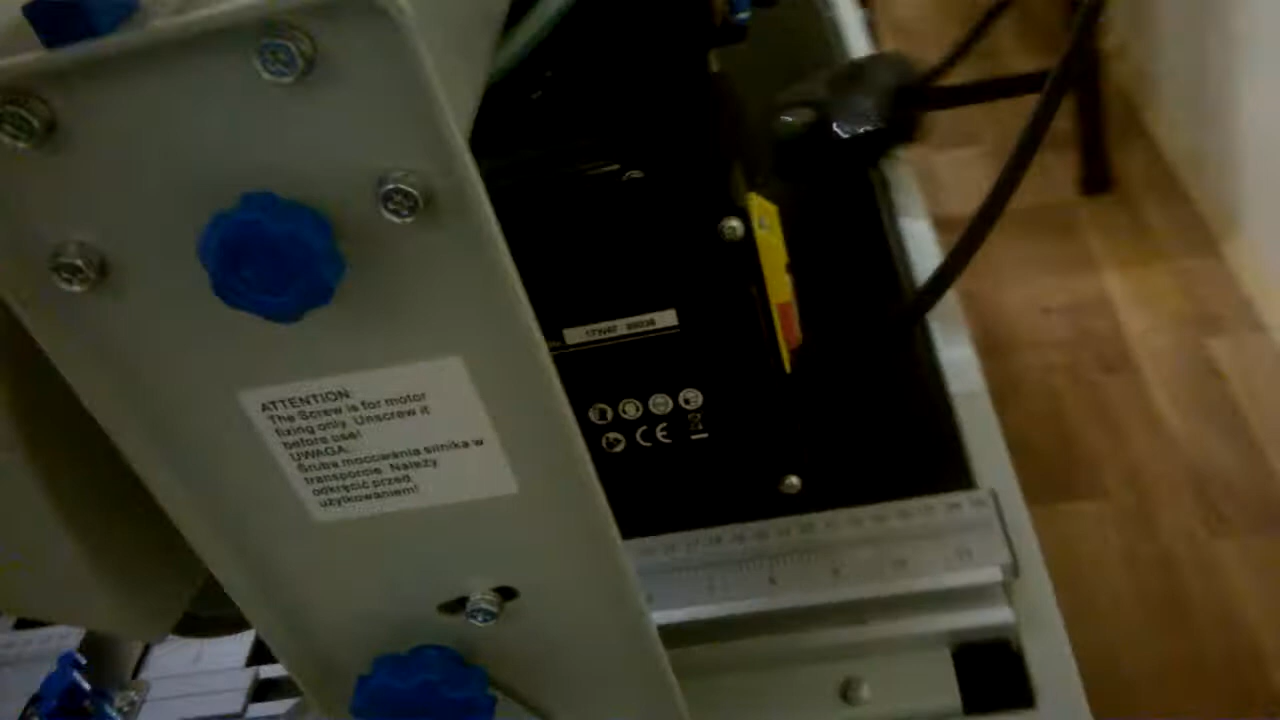 ATTENTION:
The Screw is for motor
fixing only. Unscrew it
before use!
UWAGA:
Śruba mocowania silnika w
transporcie. Należy
odkręcić przed
użytkowaniem!
CE